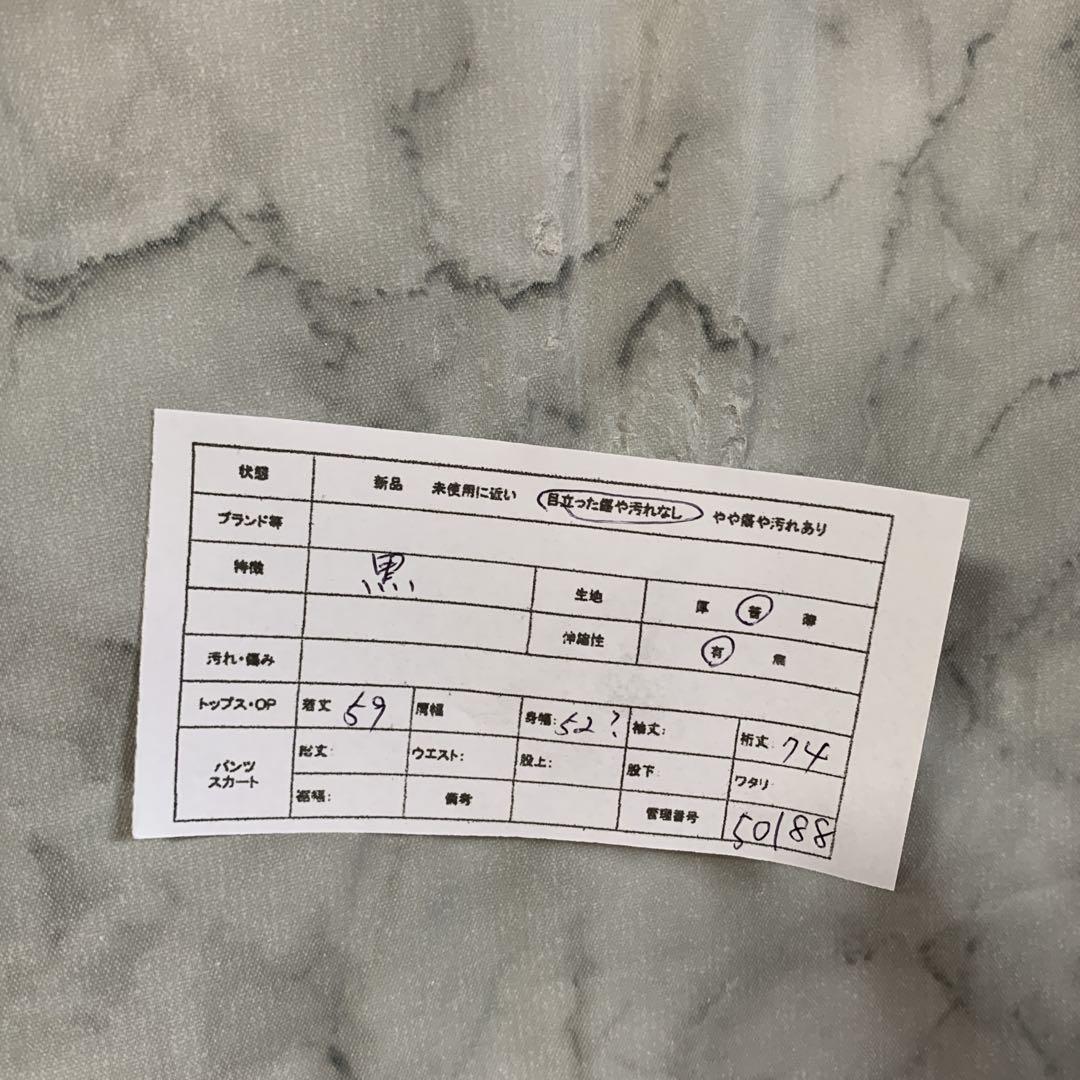 状態 新品 未使用に近い 目立った傷や汚れなし やや傷や汚れあり
ブランド等
特徴 黒 生地 厚 普 薄
伸縮性 有 無
汚れ・傷み
トップス・OP 着丈 59 肩幅 身幅: 52? 袖丈: 裄丈: 74
パンツ スカート 総丈: ウエスト: 股上: 股下 ワタリ
裾幅: 備考 管理番号 50188